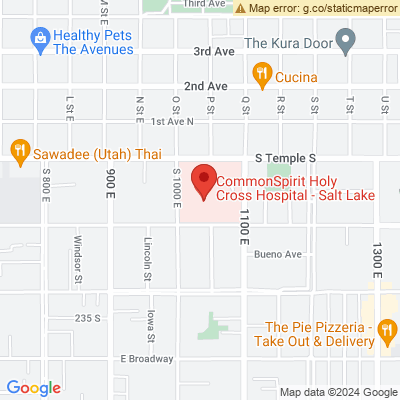 Map error: g.co/staticmaperror
Third Ave
Healthy Pets
The Avenues
3rd Ave
The Kura Door
M St E
2nd Ave
Cucina
L St E
N St E
O St E
P St E
Q St E
R St E
S St E
T St E
U St E
1st Ave N
Sawadee (Utah) Thai
S Temple S
S 800 E
900 E
S 1000 E
CommonSpirit Holy
Cross Hospital - Salt Lake
1100 E
1300 E
Windsor St
Lincoln St
Bueno Ave
Iowa St
235 S
The Pie Pizzeria -
Take Out & Delivery
E Broadway
Google
Map data ©2024 Google